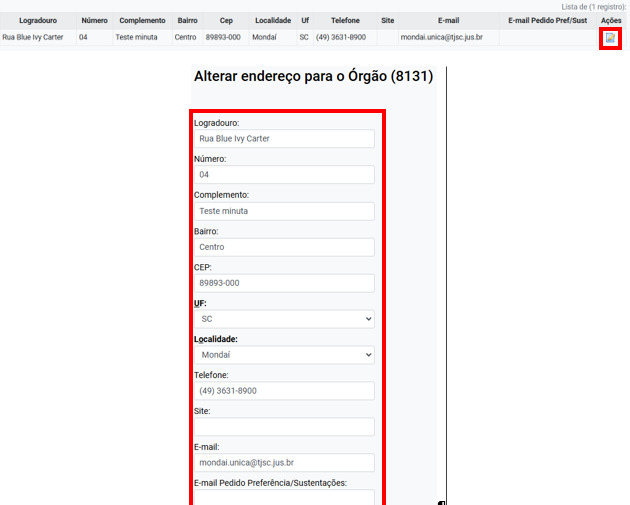 Lista de (1 registro):
Logradouro Número Complemento Bairro Cep Localidade Uf Telefone Site E-mail E-mail Pedido Pref/Sust Ações
Rua Blue Ivy Carter 04 Teste minuta Centro 89893-000 Mondaí SC (49) 3631-8900 mondai.unica@tjsc.jus.br
Alterar endereço para o Órgão (8131)
Logradouro:
Rua Blue Ivy Carter
Número:
04
Complemento:
Teste minuta
Bairro:
Centro
CEP:
89893-000
UF:
SC
Localidade:
Mondaí
Telefone:
(49) 3631-8900
Site:
E-mail:
mondai.unica@tjsc.jus.br
E-mail Pedido Preferência/Sustentações: